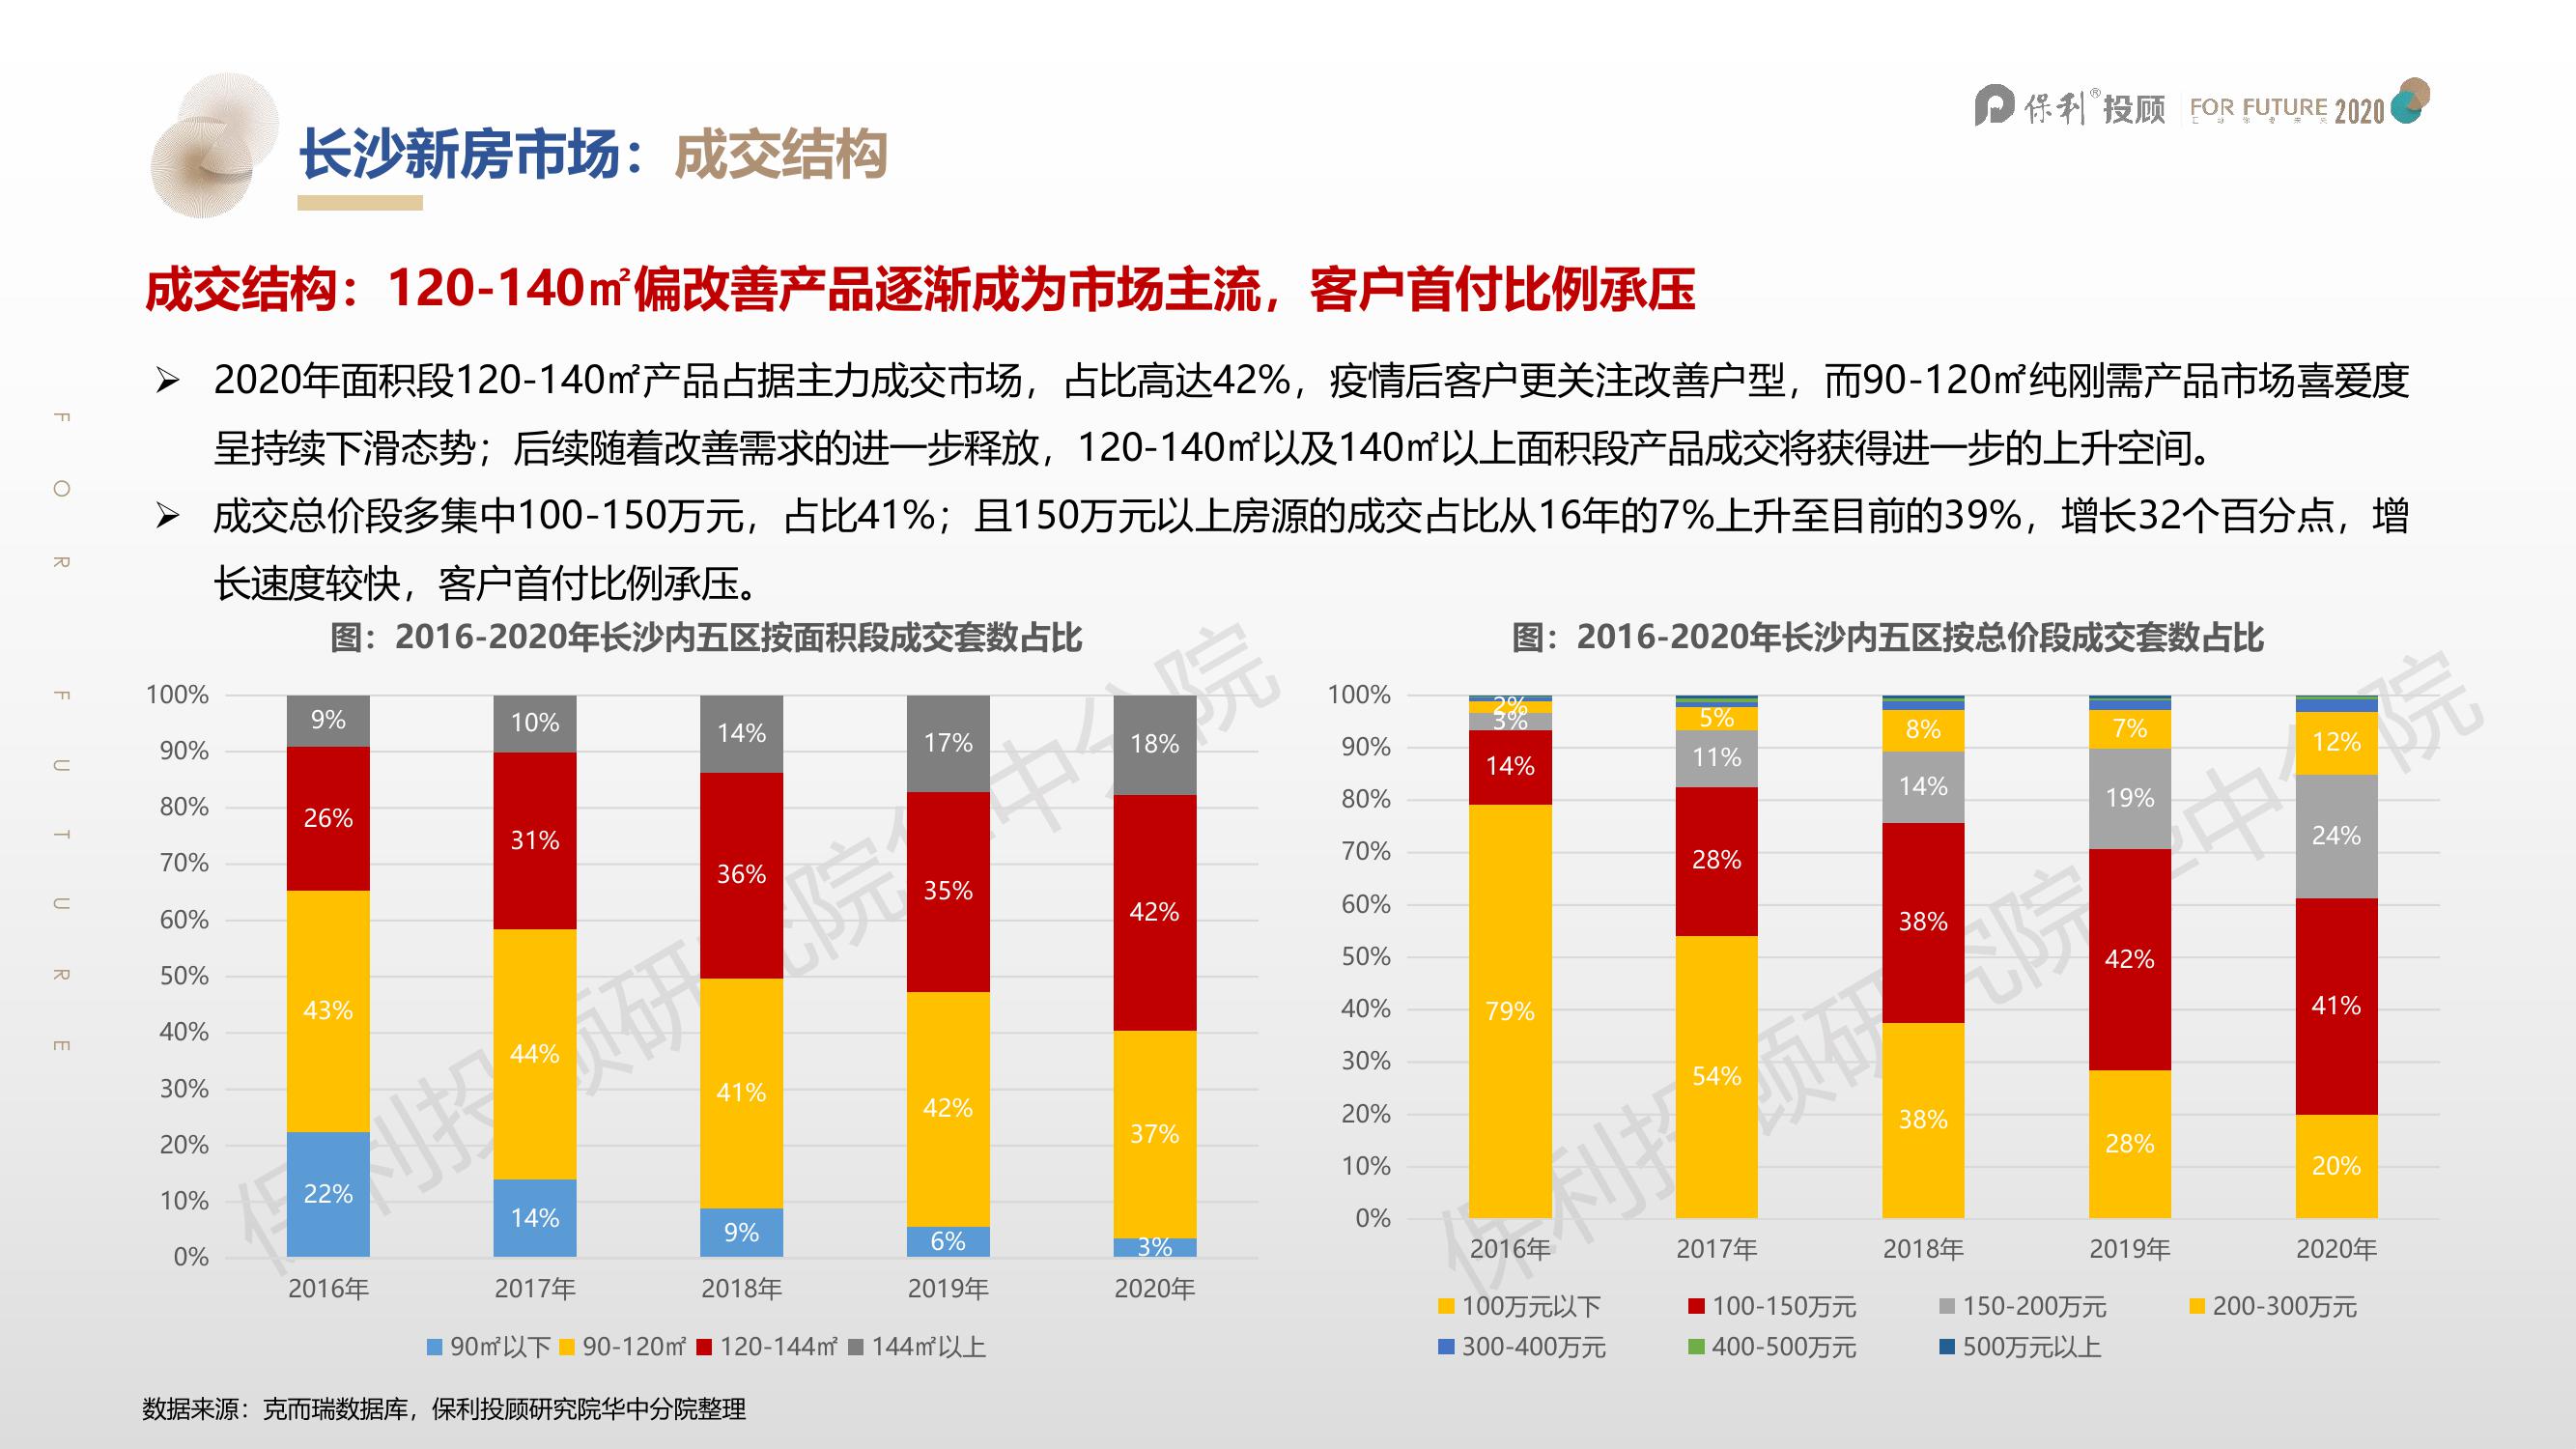 保利®投顾 FOR FUTURE 2020
长沙新房市场：成交结构
成交结构：120-140㎡偏改善产品逐渐成为市场主流，客户首付比例承压
➢ 2020年面积段120-140㎡产品占据主力成交市场，占比高达42%，疫情后客户更关注改善户型，而90-120㎡纯刚需产品市场喜爱度
呈持续下滑态势；后续随着改善需求的进一步释放，120-140㎡以及140㎡以上面积段产品成交将获得进一步的上升空间。
➢ 成交总价段多集中100-150万元，占比41%；且150万元以上房源的成交占比从16年的7%上升至目前的39%，增长32个百分点，增
长速度较快，客户首付比例承压。
FOR FUTURE
图：2016-2020年长沙内五区按面积段成交套数占比
100%
90%
80%
70%
60%
50%
40%
30%
20%
10%
0%
9% 10% 14% 17% 18%
26% 31% 36% 35% 42%
43% 44% 41% 42% 37%
22% 14% 9% 6% 3%
2016年 2017年 2018年 2019年 2020年
90㎡以下 90-120㎡ 120-144㎡ 144㎡以上
图：2016-2020年长沙内五区按总价段成交套数占比
100%
90%
80%
70%
60%
50%
40%
30%
20%
10%
0%
2% 5% 8% 7% 12%
3% 11% 14% 19% 24%
14% 28% 38% 42% 41%
79% 54% 38% 28% 20%
2016年 2017年 2018年 2019年 2020年
100万元以下 100-150万元 150-200万元 200-300万元
300-400万元 400-500万元 500万元以上
保利投顾研究院华中分院
保利投顾研究院华中分院
数据来源：克而瑞数据库，保利投顾研究院华中分院整理